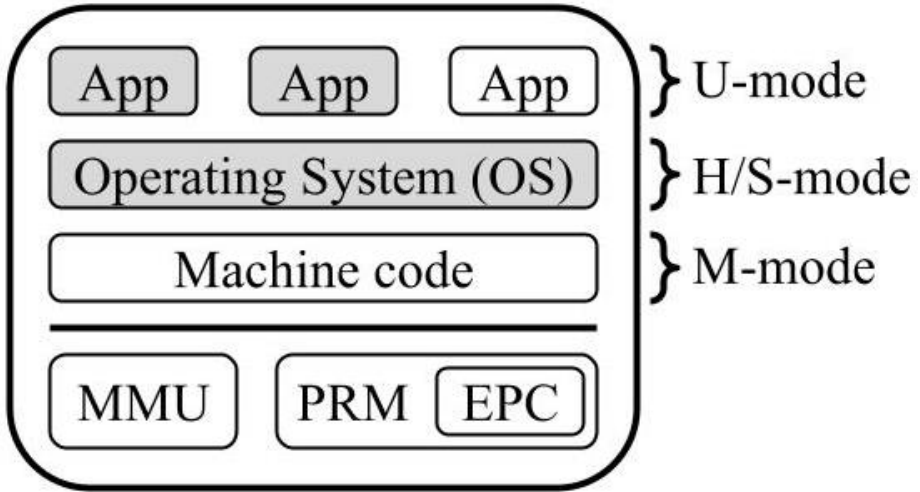 App App App U-mode
Operating System (OS) H/S-mode
Machine code M-mode
MMU PRM EPC